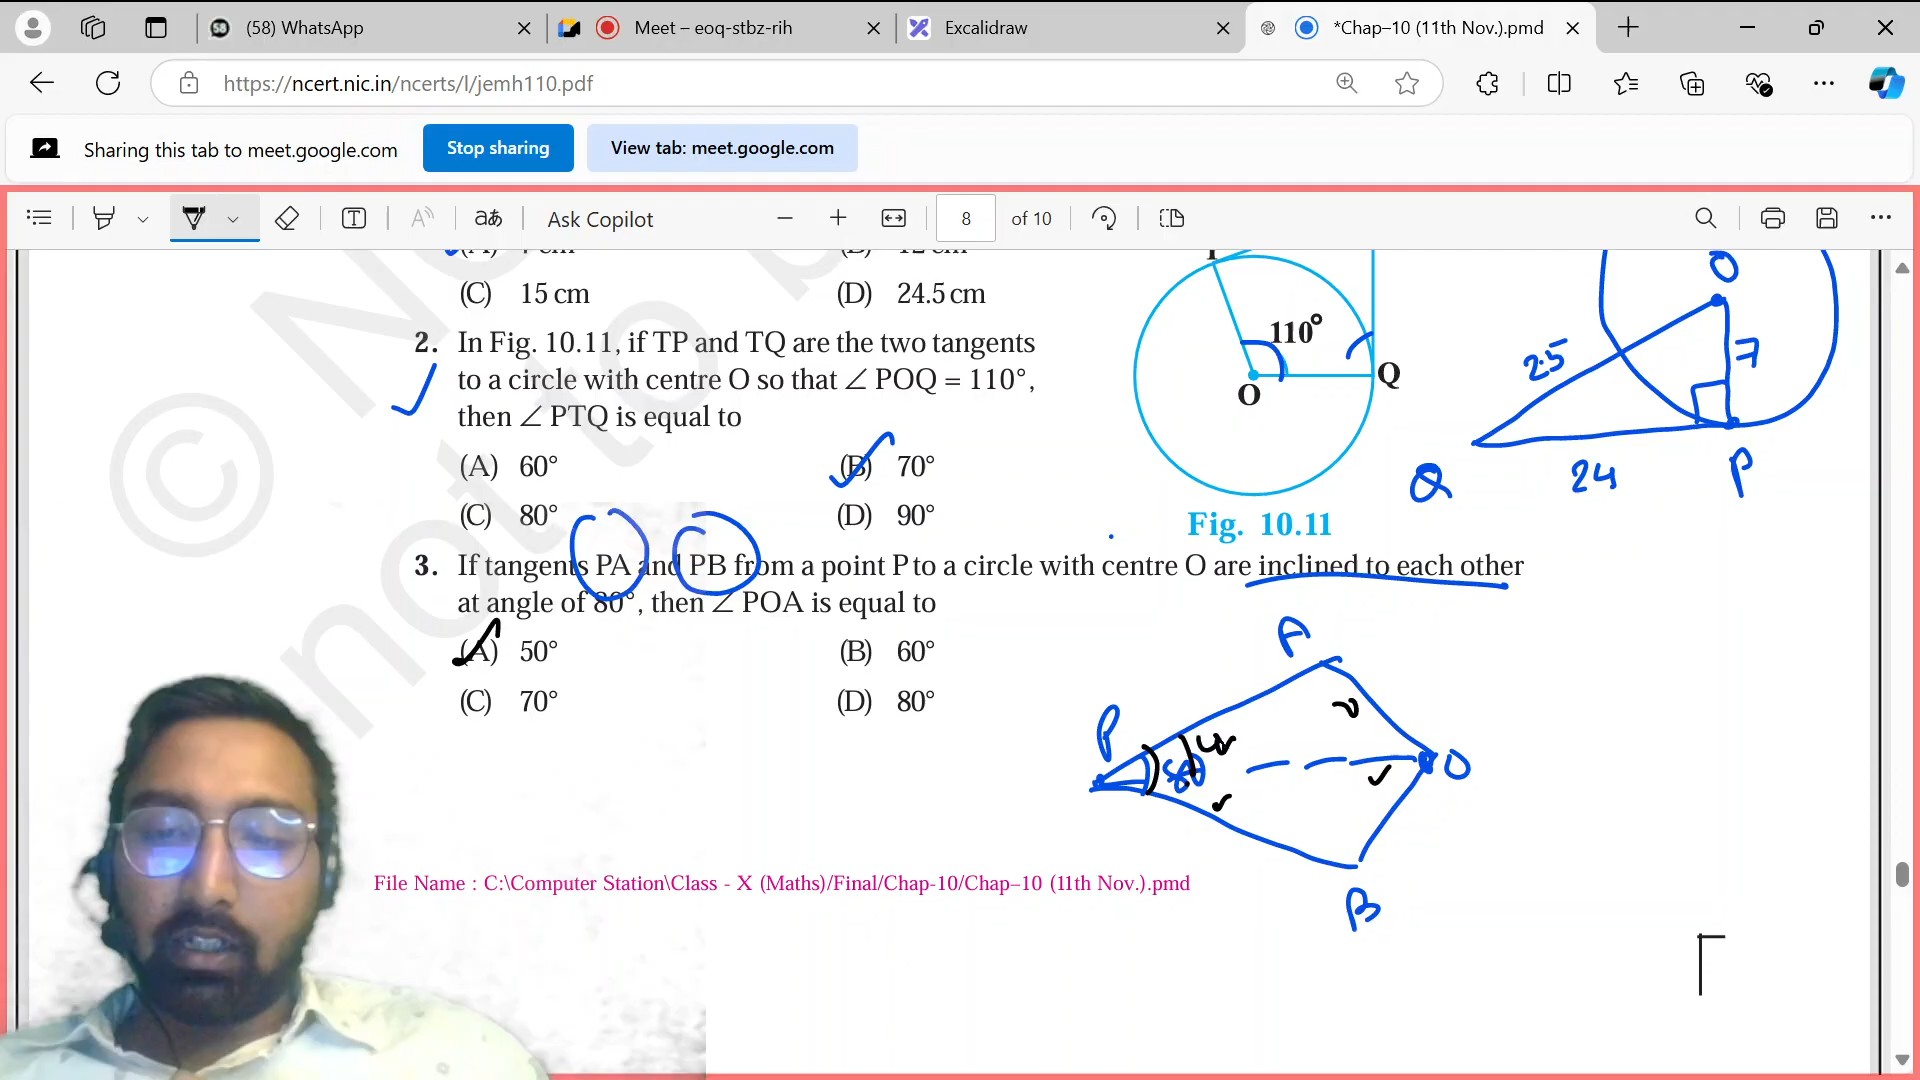 (58) WhatsApp
Meet – eoq-stbz-rih
Excalidraw
*Chap–10 (11th Nov.).pmd
https://ncert.nic.in/ncerts/l/jemh110.pdf
Sharing this tab to meet.google.com
Stop sharing
View tab: meet.google.com
Ask Copilot
8 of 10
(C) 15 cm (D) 24.5 cm
2. In Fig. 10.11, if TP and TQ are the two tangents
to a circle with centre O so that ∠ POQ = 110°,
then ∠ PTQ is equal to
(A) 60° (B) 70°
(C) 80° (D) 90°
110°
O
Q
Fig. 10.11
O
25
7
Q
24
P
3. If tangents PA and PB from a point P to a circle with centre O are inclined to each other
at angle of 80°, then ∠ POA is equal to
(A) 50° (B) 60°
(C) 70° (D) 80°
A
P
80
O
B
File Name : C:\Computer Station\Class - X (Maths)/Final/Chap-10/Chap–10 (11th Nov.).pmd